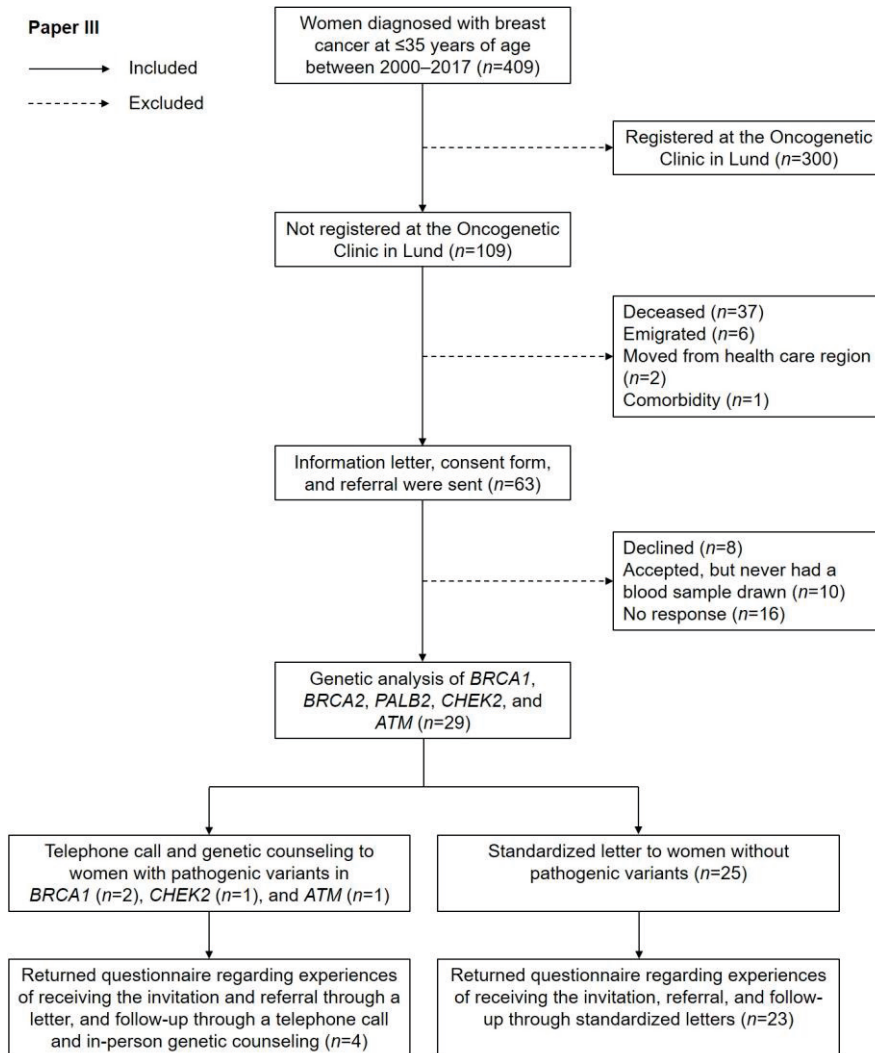 Paper III
Included
Excluded
Women diagnosed with breast
cancer at ≤35 years of age
between 2000–2017 (n=409)
Registered at the Oncogenetic
Clinic in Lund (n=300)
Not registered at the Oncogenetic
Clinic in Lund (n=109)
Deceased (n=37)
Emigrated (n=6)
Moved from health care region
(n=2)
Comorbidity (n=1)
Information letter, consent form,
and referral were sent (n=63)
Declined (n=8)
Accepted, but never had a
blood sample drawn (n=10)
No response (n=16)
Genetic analysis of BRCA1,
BRCA2, PALB2, CHEK2, and
ATM (n=29)
Telephone call and genetic counseling to
women with pathogenic variants in
BRCA1 (n=2), CHEK2 (n=1), and ATM (n=1)
Standardized letter to women without
pathogenic variants (n=25)
Returned questionnaire regarding experiences
of receiving the invitation and referral through a
letter, and follow-up through a telephone call
and in-person genetic counseling (n=4)
Returned questionnaire regarding experiences
of receiving the invitation, referral, and follow-
up through standardized letters (n=23)